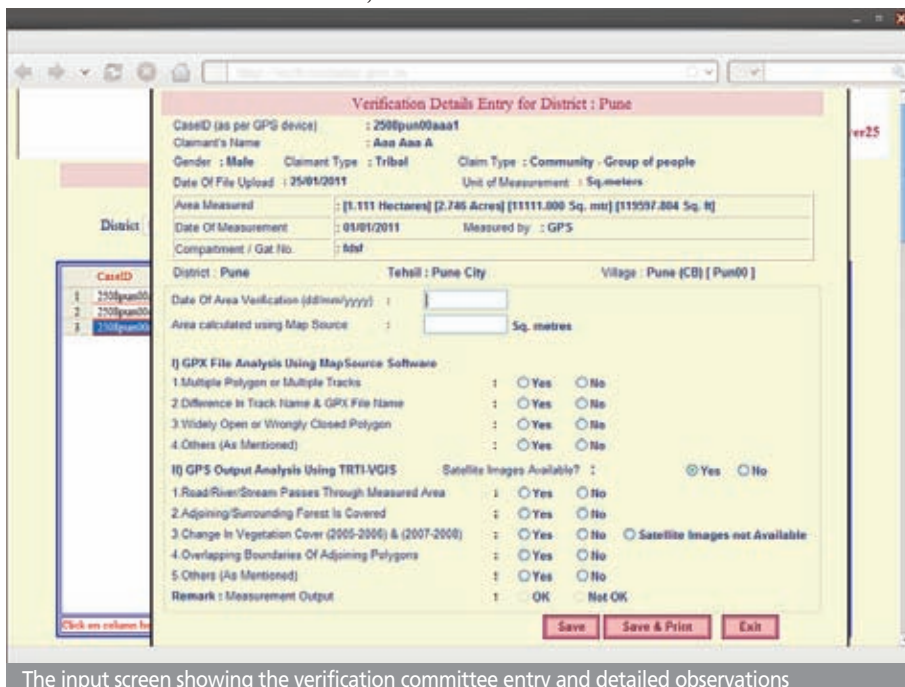 Verification Details Entry for District : Pune
CaseID (as per GPS device) : 2508pun00aaa1
Claimant's Name : Aaa Aaa A
Gender : Male Claimant Type : Tribal Claim Type : Community - Group of people
Date Of File Upload : 25/01/2011 Unit of Measurement : Sq.meters
Area Measured : [1.111 Hectares] [2.746 Acres] [11111.000 Sq. mtr] [119597.804 Sq. ft]
Date Of Measurement : 01/01/2011 Measured by : GPS
Compartment / Gat No. : fdsf
District : Pune Tehsil : Pune City Village : Pune (CB) [ Pun00 ]
Date Of Area Verification (dd/mm/yyyy) :
Area calculated using Map Source : Sq. metres
I) GPX File Analysis Using MapSource Software
1.Multiple Polygon or Multiple Tracks : Yes No
2.Difference In Track Name & GPX File Name : Yes No
3.Widely Open or Wrongly Closed Polygon : Yes No
4.Others (As Mentioned) : Yes No
II) GPS Output Analysis Using TRTI-VGIS Satellite Images Available? : Yes No
1.Road/River/Stream Passes Through Measured Area : Yes No
2.Adjoining/Surrounding Forest Is Covered : Yes No
3.Change In Vegetation Cover (2005-2006) & (2007-2008) : Yes No Satellite Images not Available
4.Overlapping Boundaries Of Adjoining Polygons : Yes No
5.Others (As Mentioned) : Yes No
Remark : Measurement Output : OK Not OK
Save Save & Print Exit
ver25
District
CaseID
1 2508pun00
2 2508pun00
3 2508pun00
Click on column
The input screen showing the verification committee entry and detailed observations